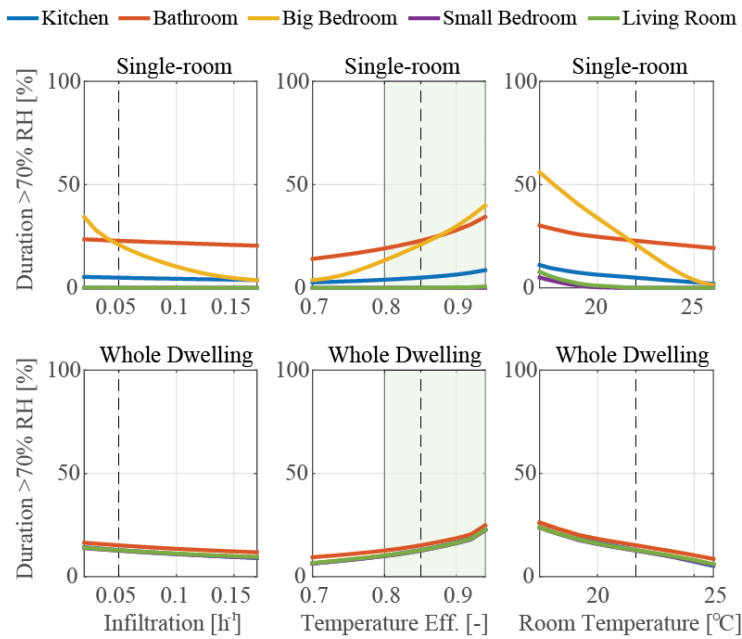 Kitchen Bathroom Big Bedroom Small Bedroom Living Room
Single-room Single-room Single-room
Duration >70% RH [%]
100 100 100
50 50 50
0 0 0
0.05 0.1 0.15 0.7 0.8 0.9 20 25
Whole Dwelling Whole Dwelling Whole Dwelling
Duration >70% RH [%]
100 100 100
50 50 50
0 0 0
0.05 0.1 0.15 0.7 0.8 0.9 20 25
Infiltration [h⁻¹] Temperature Eff. [-] Room Temperature [°C]